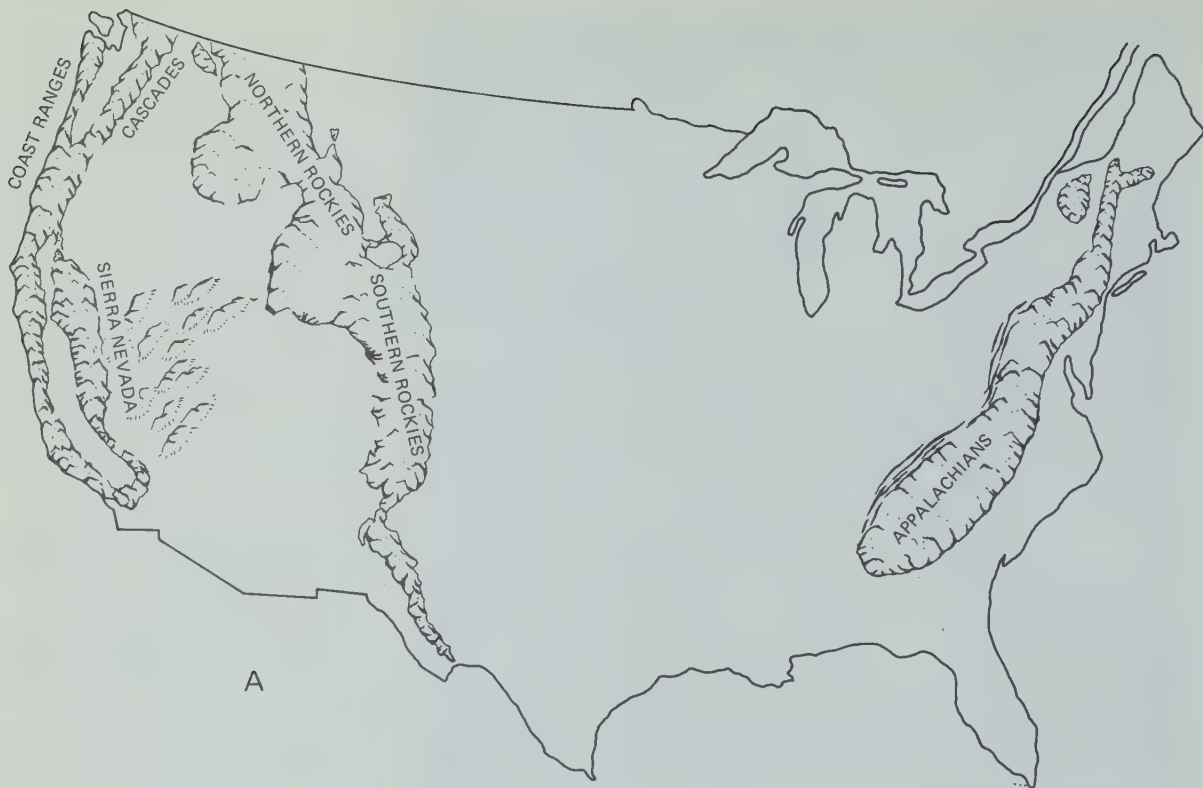 COAST RANGES
CASCADES
NORTHERN ROCKIES
SIERRA NEVADA
SOUTHERN ROCKIES
APPALACHIANS
A